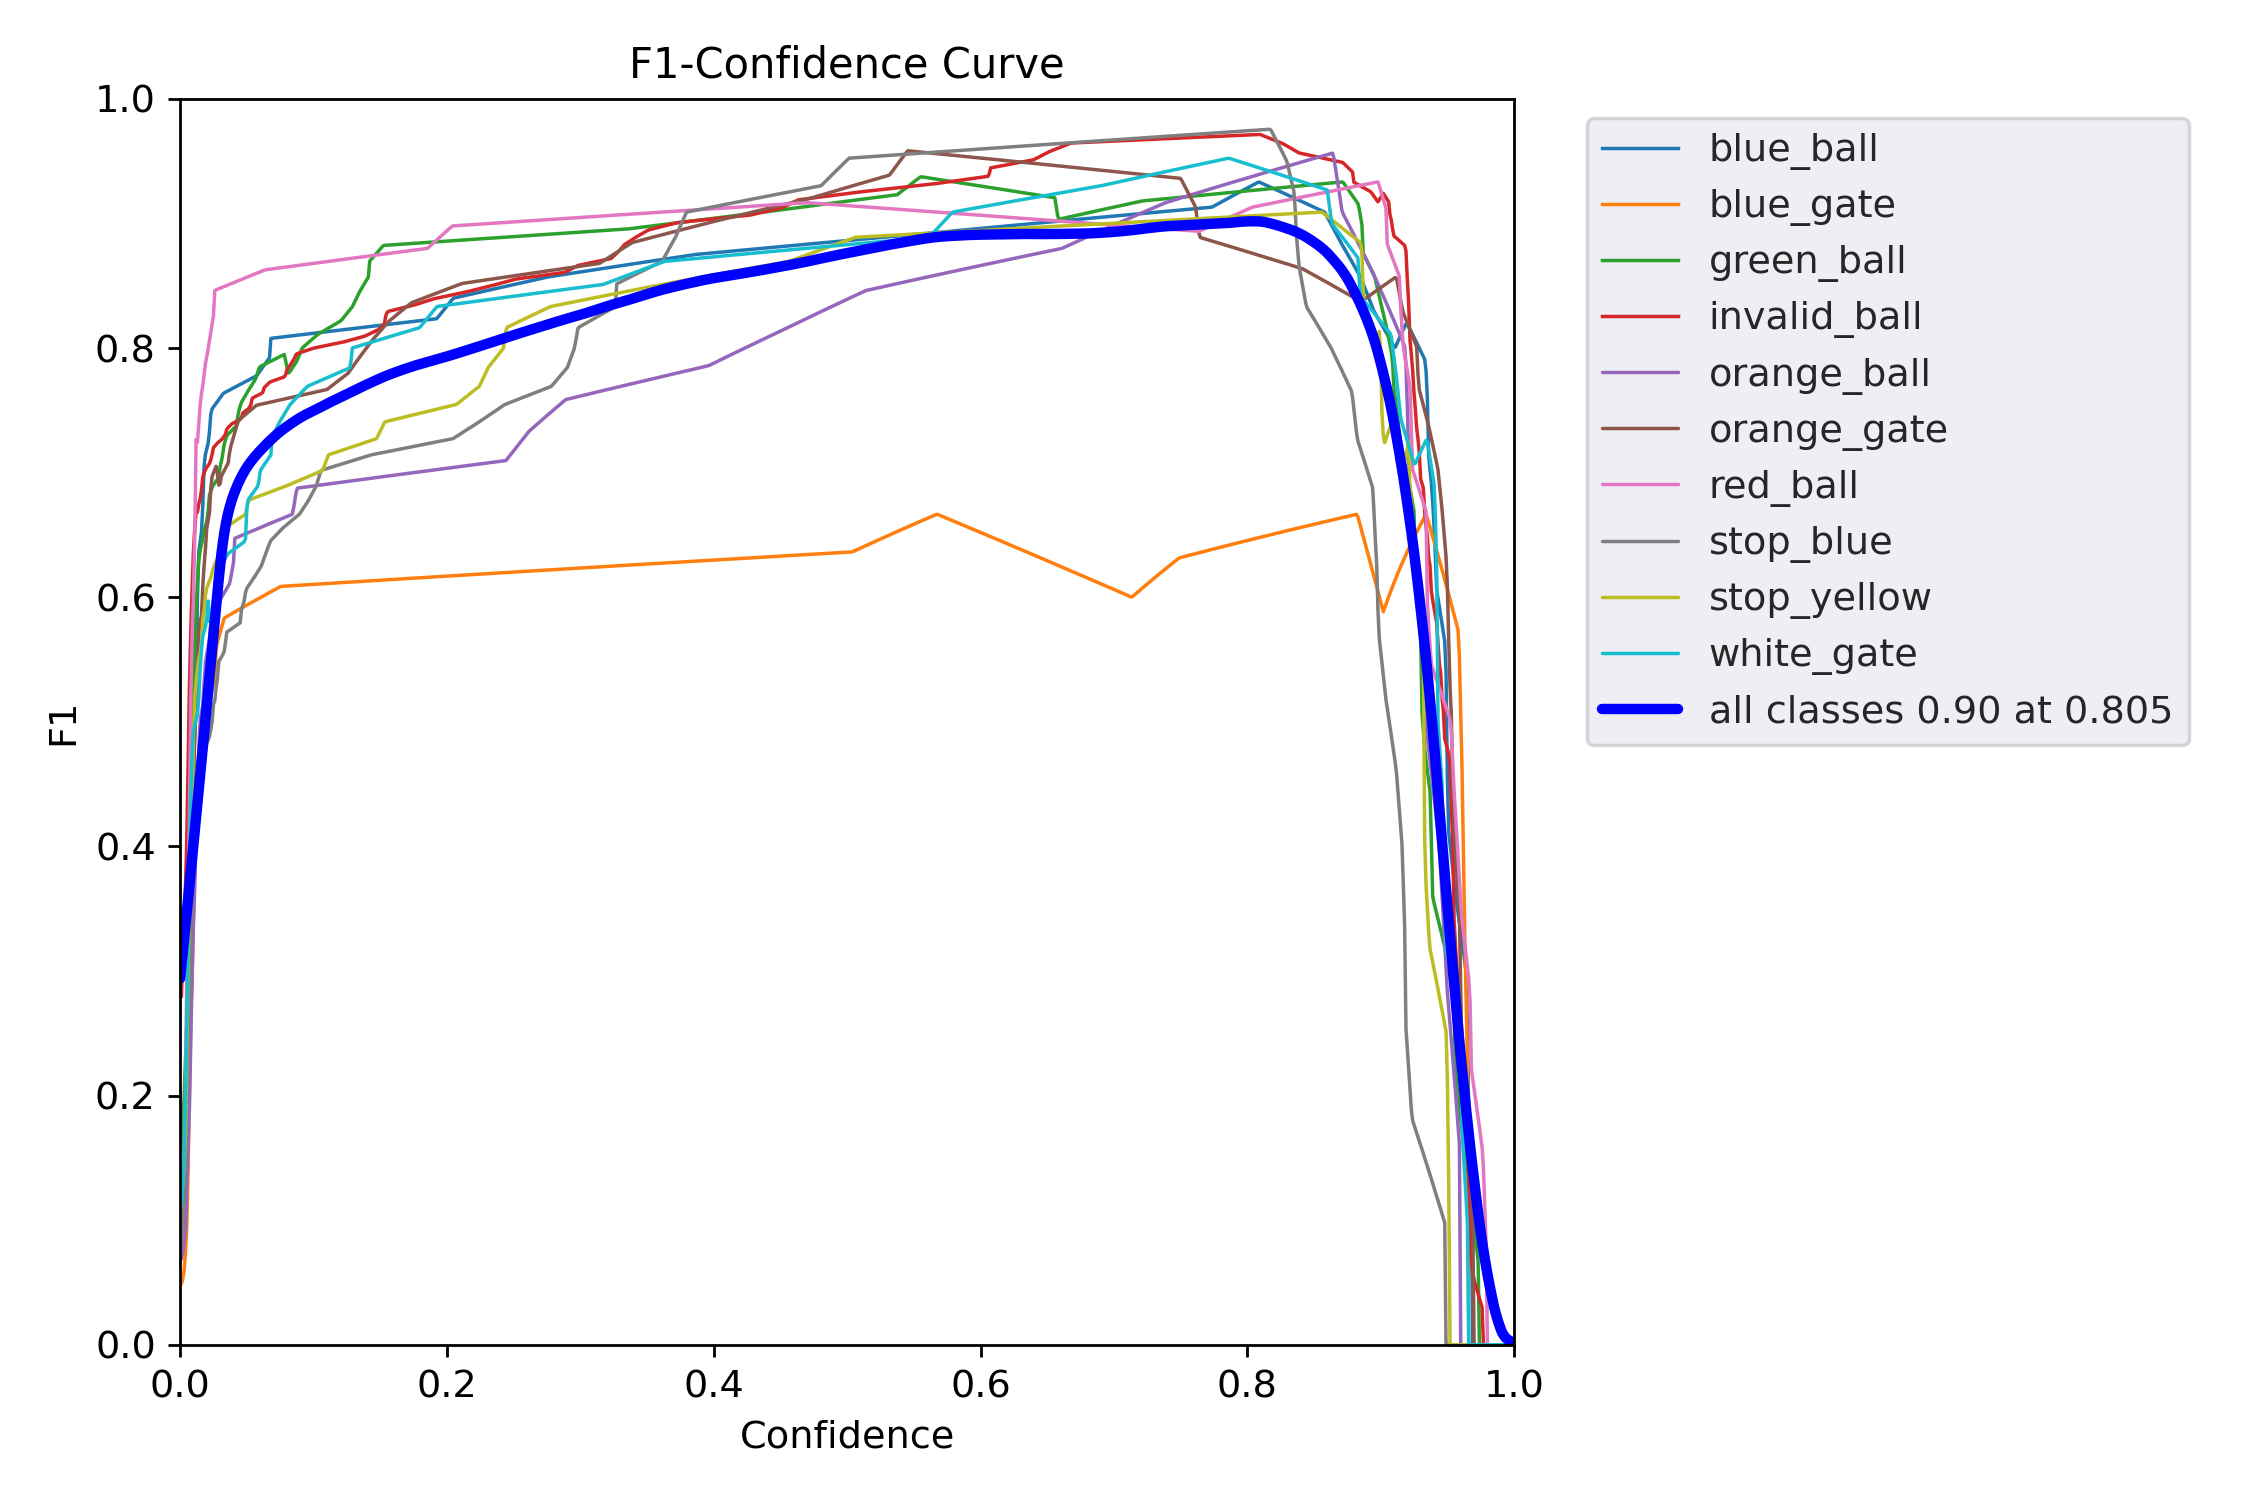 F1-Confidence Curve
1.0
0.8
0.6
0.4
0.2
0.0
F1
0.0 0.2 0.4 0.6 0.8 1.0
Confidence
blue_ball
blue_gate
green_ball
invalid_ball
orange_ball
orange_gate
red_ball
stop_blue
stop_yellow
white_gate
all classes 0.90 at 0.805